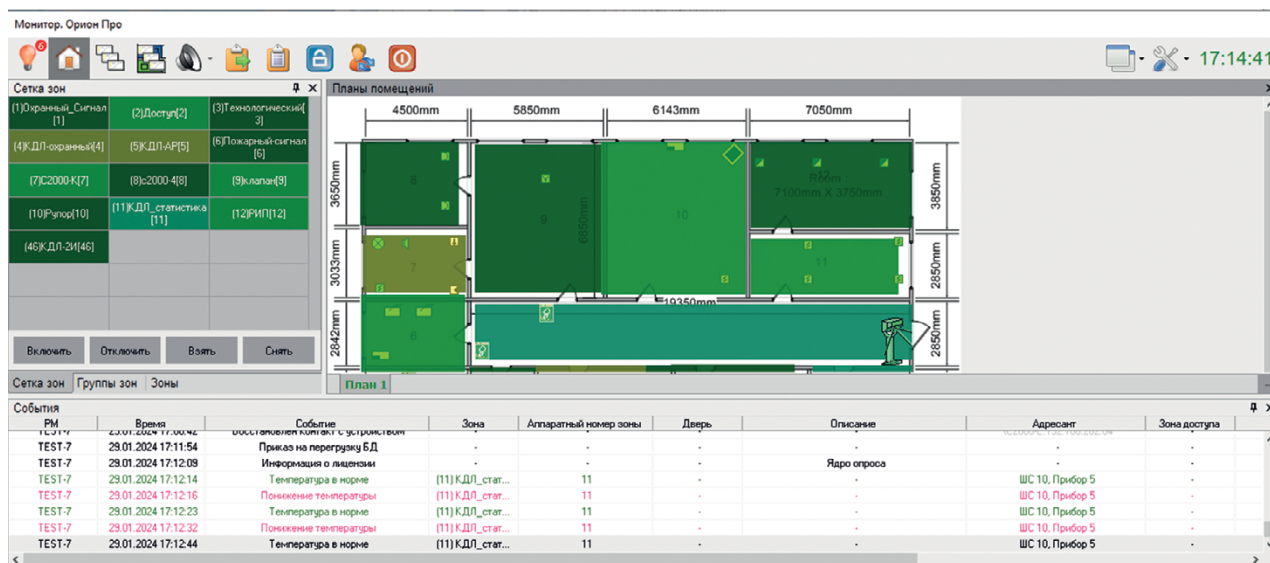 Монитор. Орион Про
6
17:14:41
Сетка зон
Планы помещений
(1)Охранный_Сигнал [1]
(2)Доступ[2]
(3)Технологический[3]
(4)КДЛ-охранный[4]
(5)КДЛ-АР[5]
(6)Пожарный-сигнал [6]
(7)С2000-К[7]
(8)с2000-4[8]
(9)клапан[9]
(10)Рупор[10]
(11)КДЛ_статистика [11]
(12)РИП[12]
(46)КДЛ-2И[46]
Включить Отключить Взять Снять
Сетка зон Группы зон Зоны
4500mm 5850mm 6143mm 7050mm
3650mm
3033mm
2842mm
8
7
6
9
6850mm
10
12
Room :
7100mm X 3750mm
11
19350mm
3850mm
2850mm
2850mm
План 1
События
РМ Время Событие Зона Аппаратный номер зоны Дверь Описание Адресант Зона доступа
TEST-7 Восстановлен контакт с устройством
TEST-7 29.01.2024 17:11:54 Приказ на перегрузку БД - - - - - -
TEST-7 29.01.2024 17:12:09 Информация о лицензии - - - Ядро опроса - -
TEST-7 29.01.2024 17:12:14 Температура в норме (11) КДЛ_стат... 11 - - ШС 10, Прибор 5 -
TEST-7 29.01.2024 17:12:16 Понижение температуры (11) КДЛ_стат... 11 - - ШС 10, Прибор 5 -
TEST-7 29.01.2024 17:12:23 Температура в норме (11) КДЛ_стат... 11 - - ШС 10, Прибор 5 -
TEST-7 29.01.2024 17:12:32 Понижение температуры (11) КДЛ_стат... 11 - - ШС 10, Прибор 5 -
TEST-7 29.01.2024 17:12:44 Температура в норме (11) КДЛ_стат... 11 - - ШС 10, Прибор 5 -